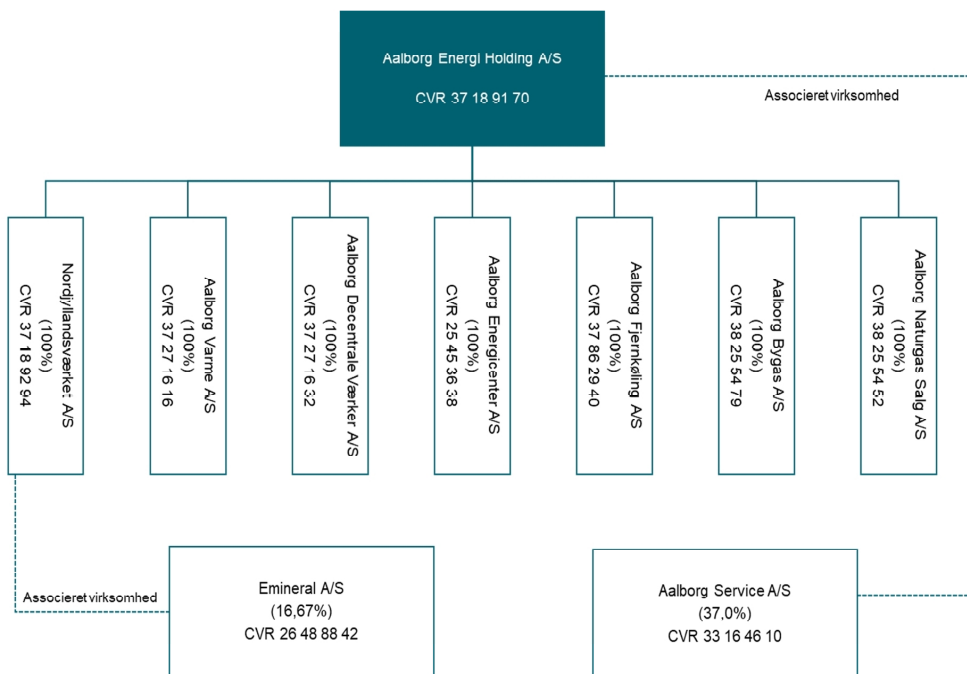 Aalborg Energi Holding A/S
CVR 37 18 91 70
Associeret virksomhed
Nordjyllandsværket A/S
(100%)
CVR 37 18 92 94
Aalborg Varme A/S
(100%)
CVR 37 27 16 16
Aalborg Decentrale Værker A/S
(100%)
CVR 37 27 16 32
Aalborg Energicenter A/S
(100%)
CVR 25 45 36 38
Aalborg Fjernkøling A/S
(100%)
CVR 37 86 29 40
Aalborg Bygas A/S
(100%)
CVR 38 25 54 79
Aalborg Naturgas Salg A/S
(100%)
CVR 38 25 54 52
Associeret virksomhed
Emineral A/S
(16,67%)
CVR 26 48 88 42
Aalborg Service A/S
(37,0%)
CVR 33 16 46 10